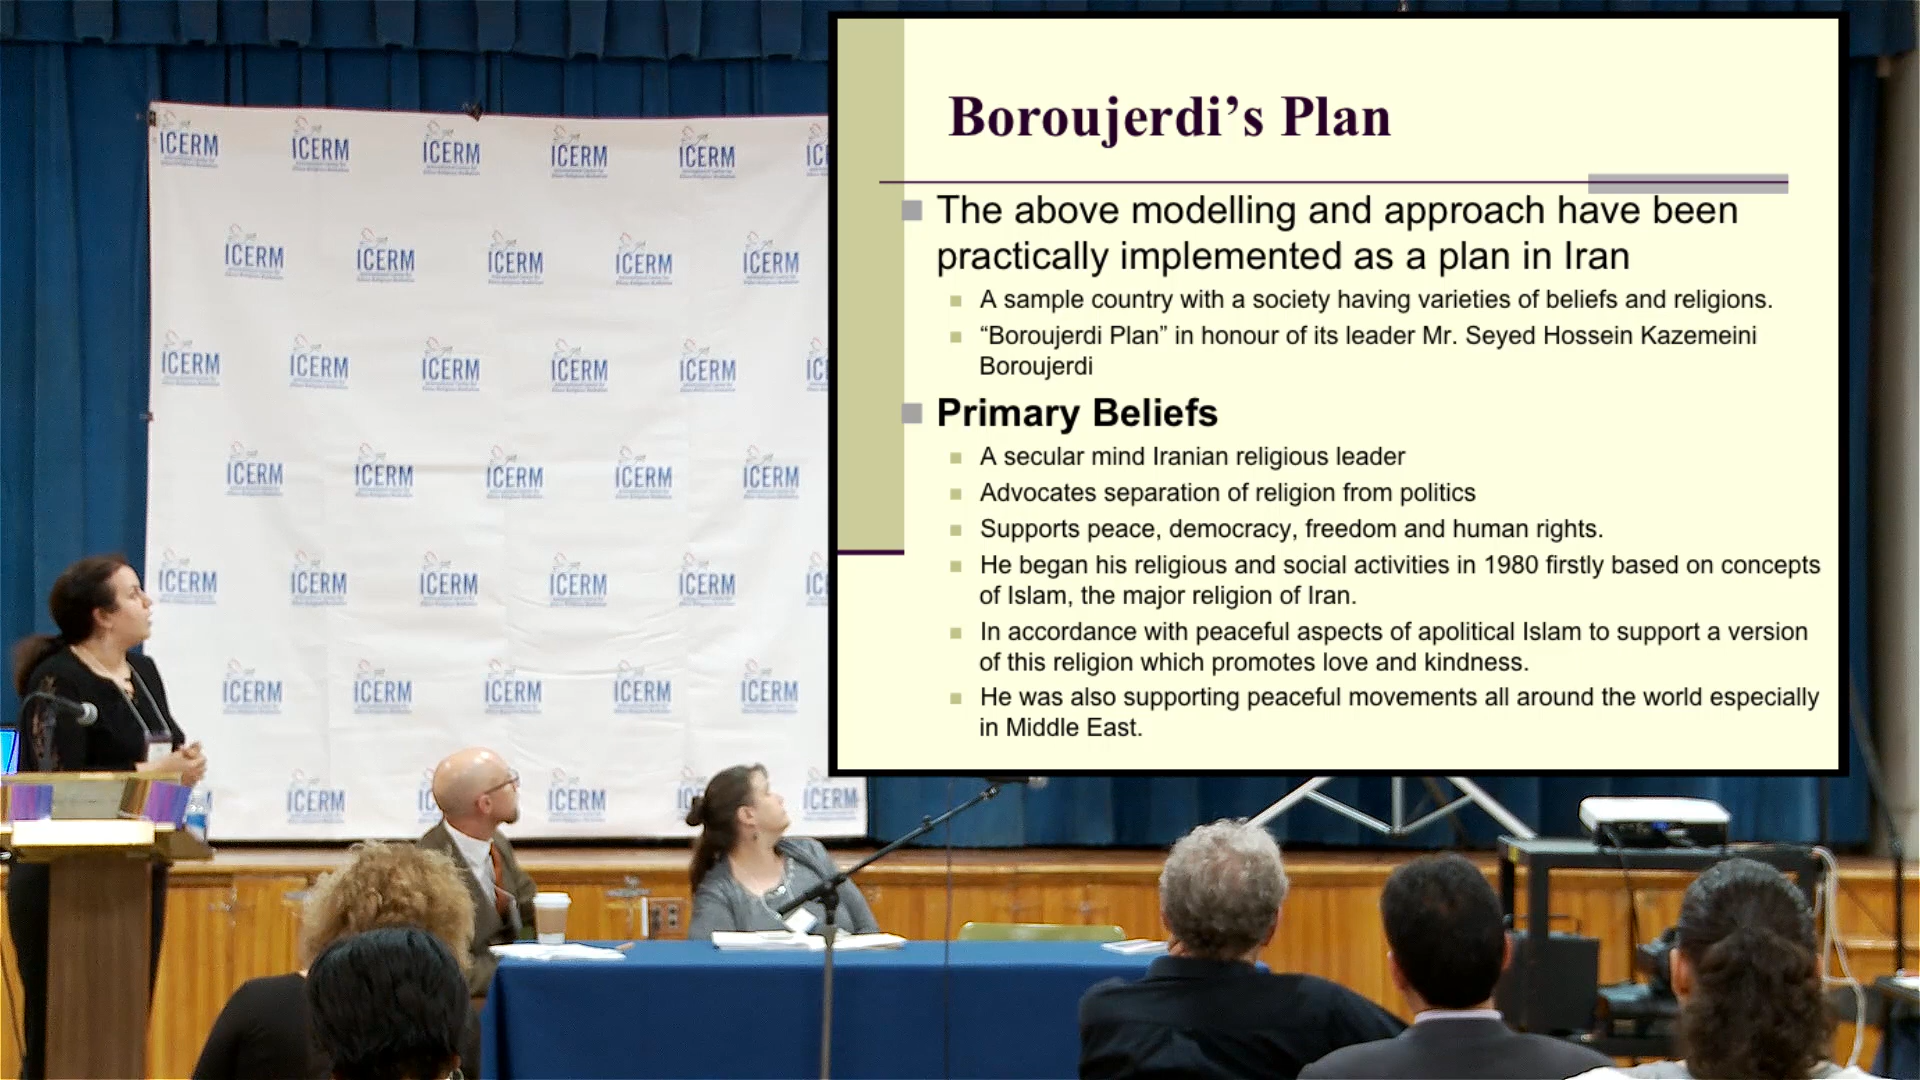 Boroujerdi’s Plan
The above modelling and approach have been
practically implemented as a plan in Iran
A sample country with a society having varieties of beliefs and religions.
“Boroujerdi Plan” in honour of its leader Mr. Seyed Hossein Kazemeini
Boroujerdi
Primary Beliefs
A secular mind Iranian religious leader
Advocates separation of religion from politics
Supports peace, democracy, freedom and human rights.
He began his religious and social activities in 1980 firstly based on concepts
of Islam, the major religion of Iran.
In accordance with peaceful aspects of apolitical Islam to support a version
of this religion which promotes love and kindness.
He was also supporting peaceful movements all around the world especially
in Middle East.
ICERM ICERM ICERM ICERM ICERM
ICERM ICERM ICERM ICERM ICERM
ICERM ICERM ICERM ICERM
ICERM ICERM ICERM ICERM ICERM
ICERM ICERM ICERM ICERM ICERM
ICERM ICERM ICERM ICERM ICERM
ICERM ICERM ICERM